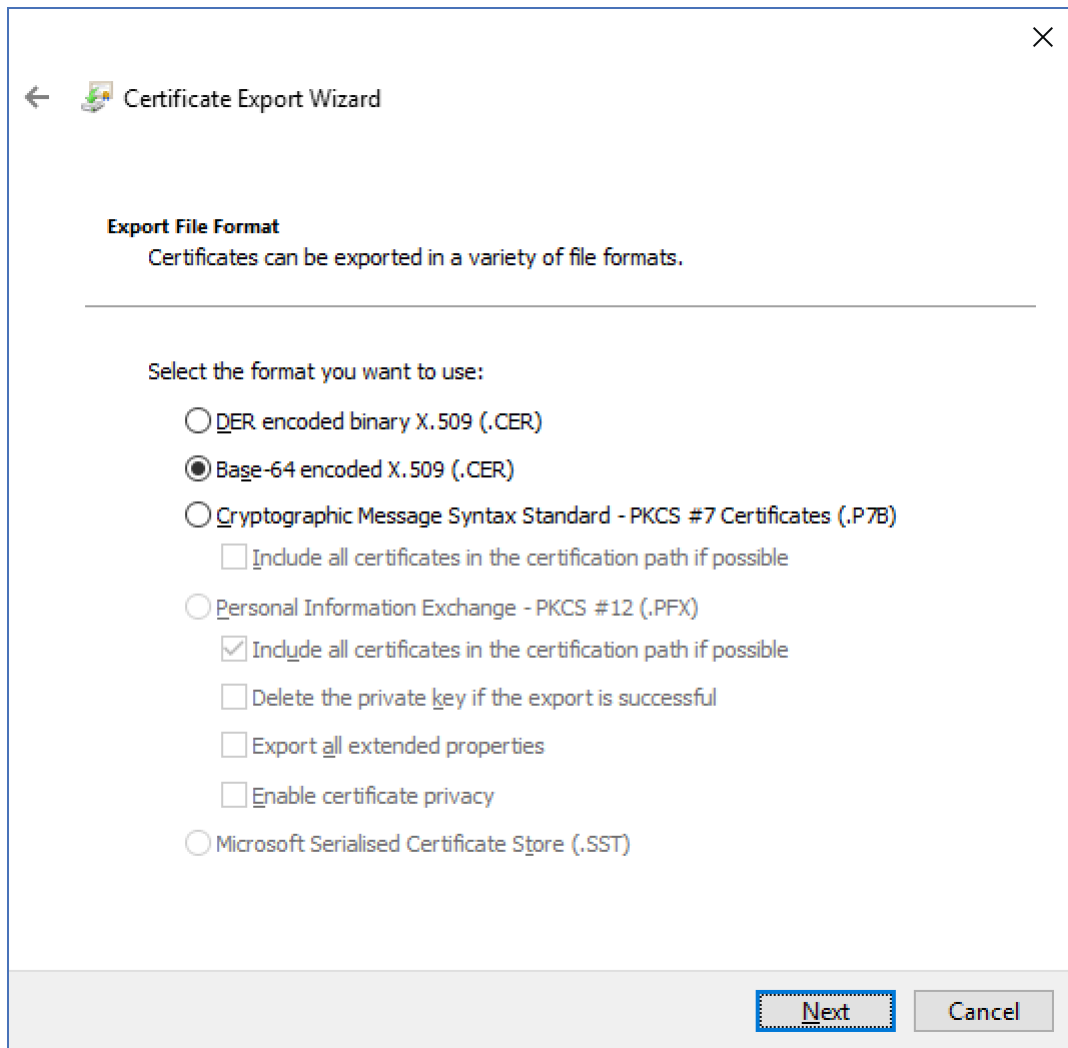 Certificate Export Wizard
Export File Format
Certificates can be exported in a variety of file formats.
Select the format you want to use:
DER encoded binary X.509 (.CER)
Base-64 encoded X.509 (.CER)
Cryptographic Message Syntax Standard - PKCS #7 Certificates (.P7B)
Include all certificates in the certification path if possible
Personal Information Exchange - PKCS #12 (.PFX)
Include all certificates in the certification path if possible
Delete the private key if the export is successful
Export all extended properties
Enable certificate privacy
Microsoft Serialised Certificate Store (.SST)
Next Cancel